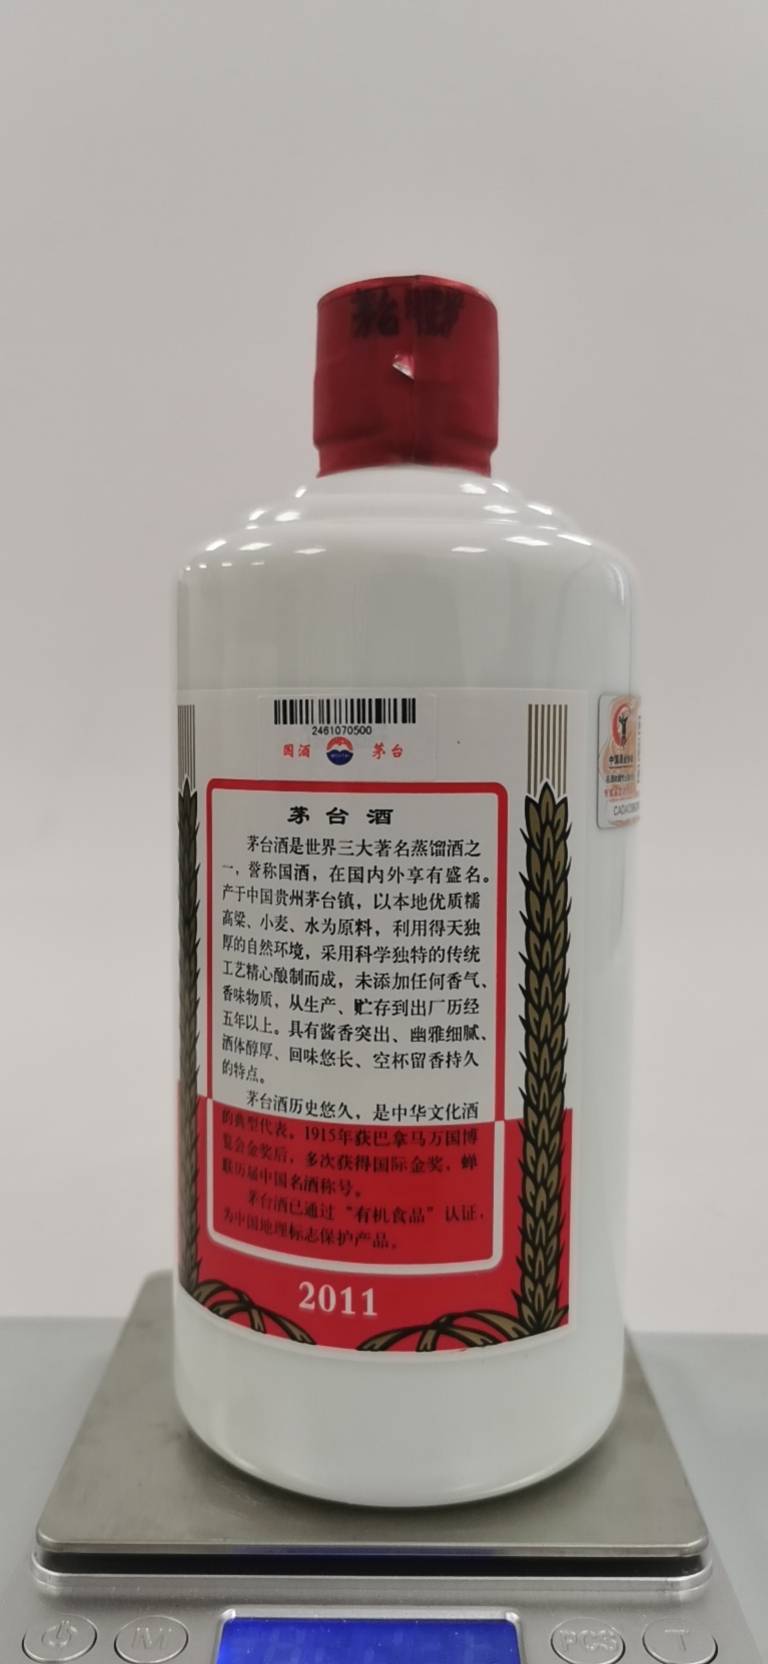 2461070500
国酒 茅台
茅台酒
茅台酒是世界三大著名蒸馏酒之
一，誉称国酒，在国内外享有盛名。
产于中国贵州茅台镇，以本地优质糯
高粱、小麦、水为原料，利用得天独
厚的自然环境，采用科学独特的传统
工艺精心酿制而成，未添加任何香气、
香味物质，从生产、贮存到出厂历经
五年以上。具有酱香突出、幽雅细腻、
酒体醇厚、回味悠长、空杯留香持久
的特点。
茅台酒历史悠久，是中华文化酒
的典型代表。1915年获巴拿马万国博
览会金奖后，多次获得国际金奖，蝉
联历届中国名酒称号。
茅台酒已通过“有机食品”认证，
为中国地理标志保护产品。
2011
M
PCS
T